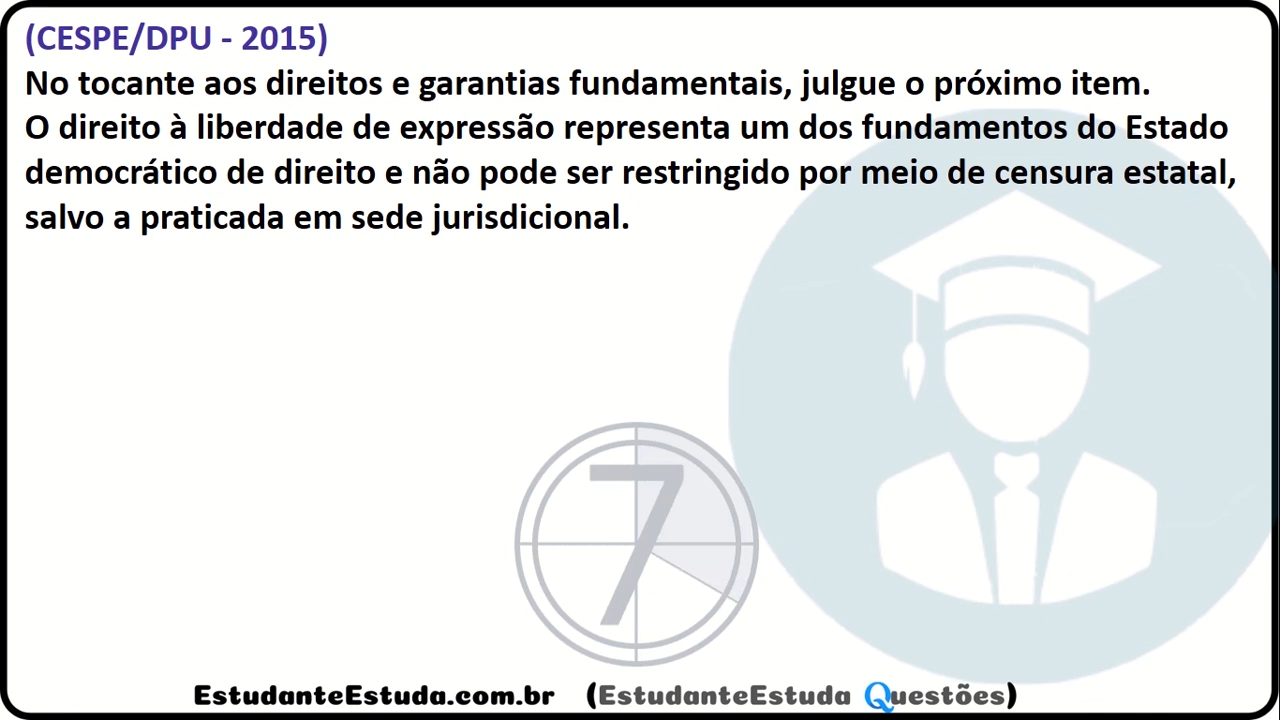 (CESPE/DPU - 2015)
No tocante aos direitos e garantias fundamentais, julgue o próximo item.
O direito à liberdade de expressão representa um dos fundamentos do Estado
democrático de direito e não pode ser restringido por meio de censura estatal,
salvo a praticada em sede jurisdicional.
7
EstudanteEstuda.com.br (EstudanteEstuda Questões)